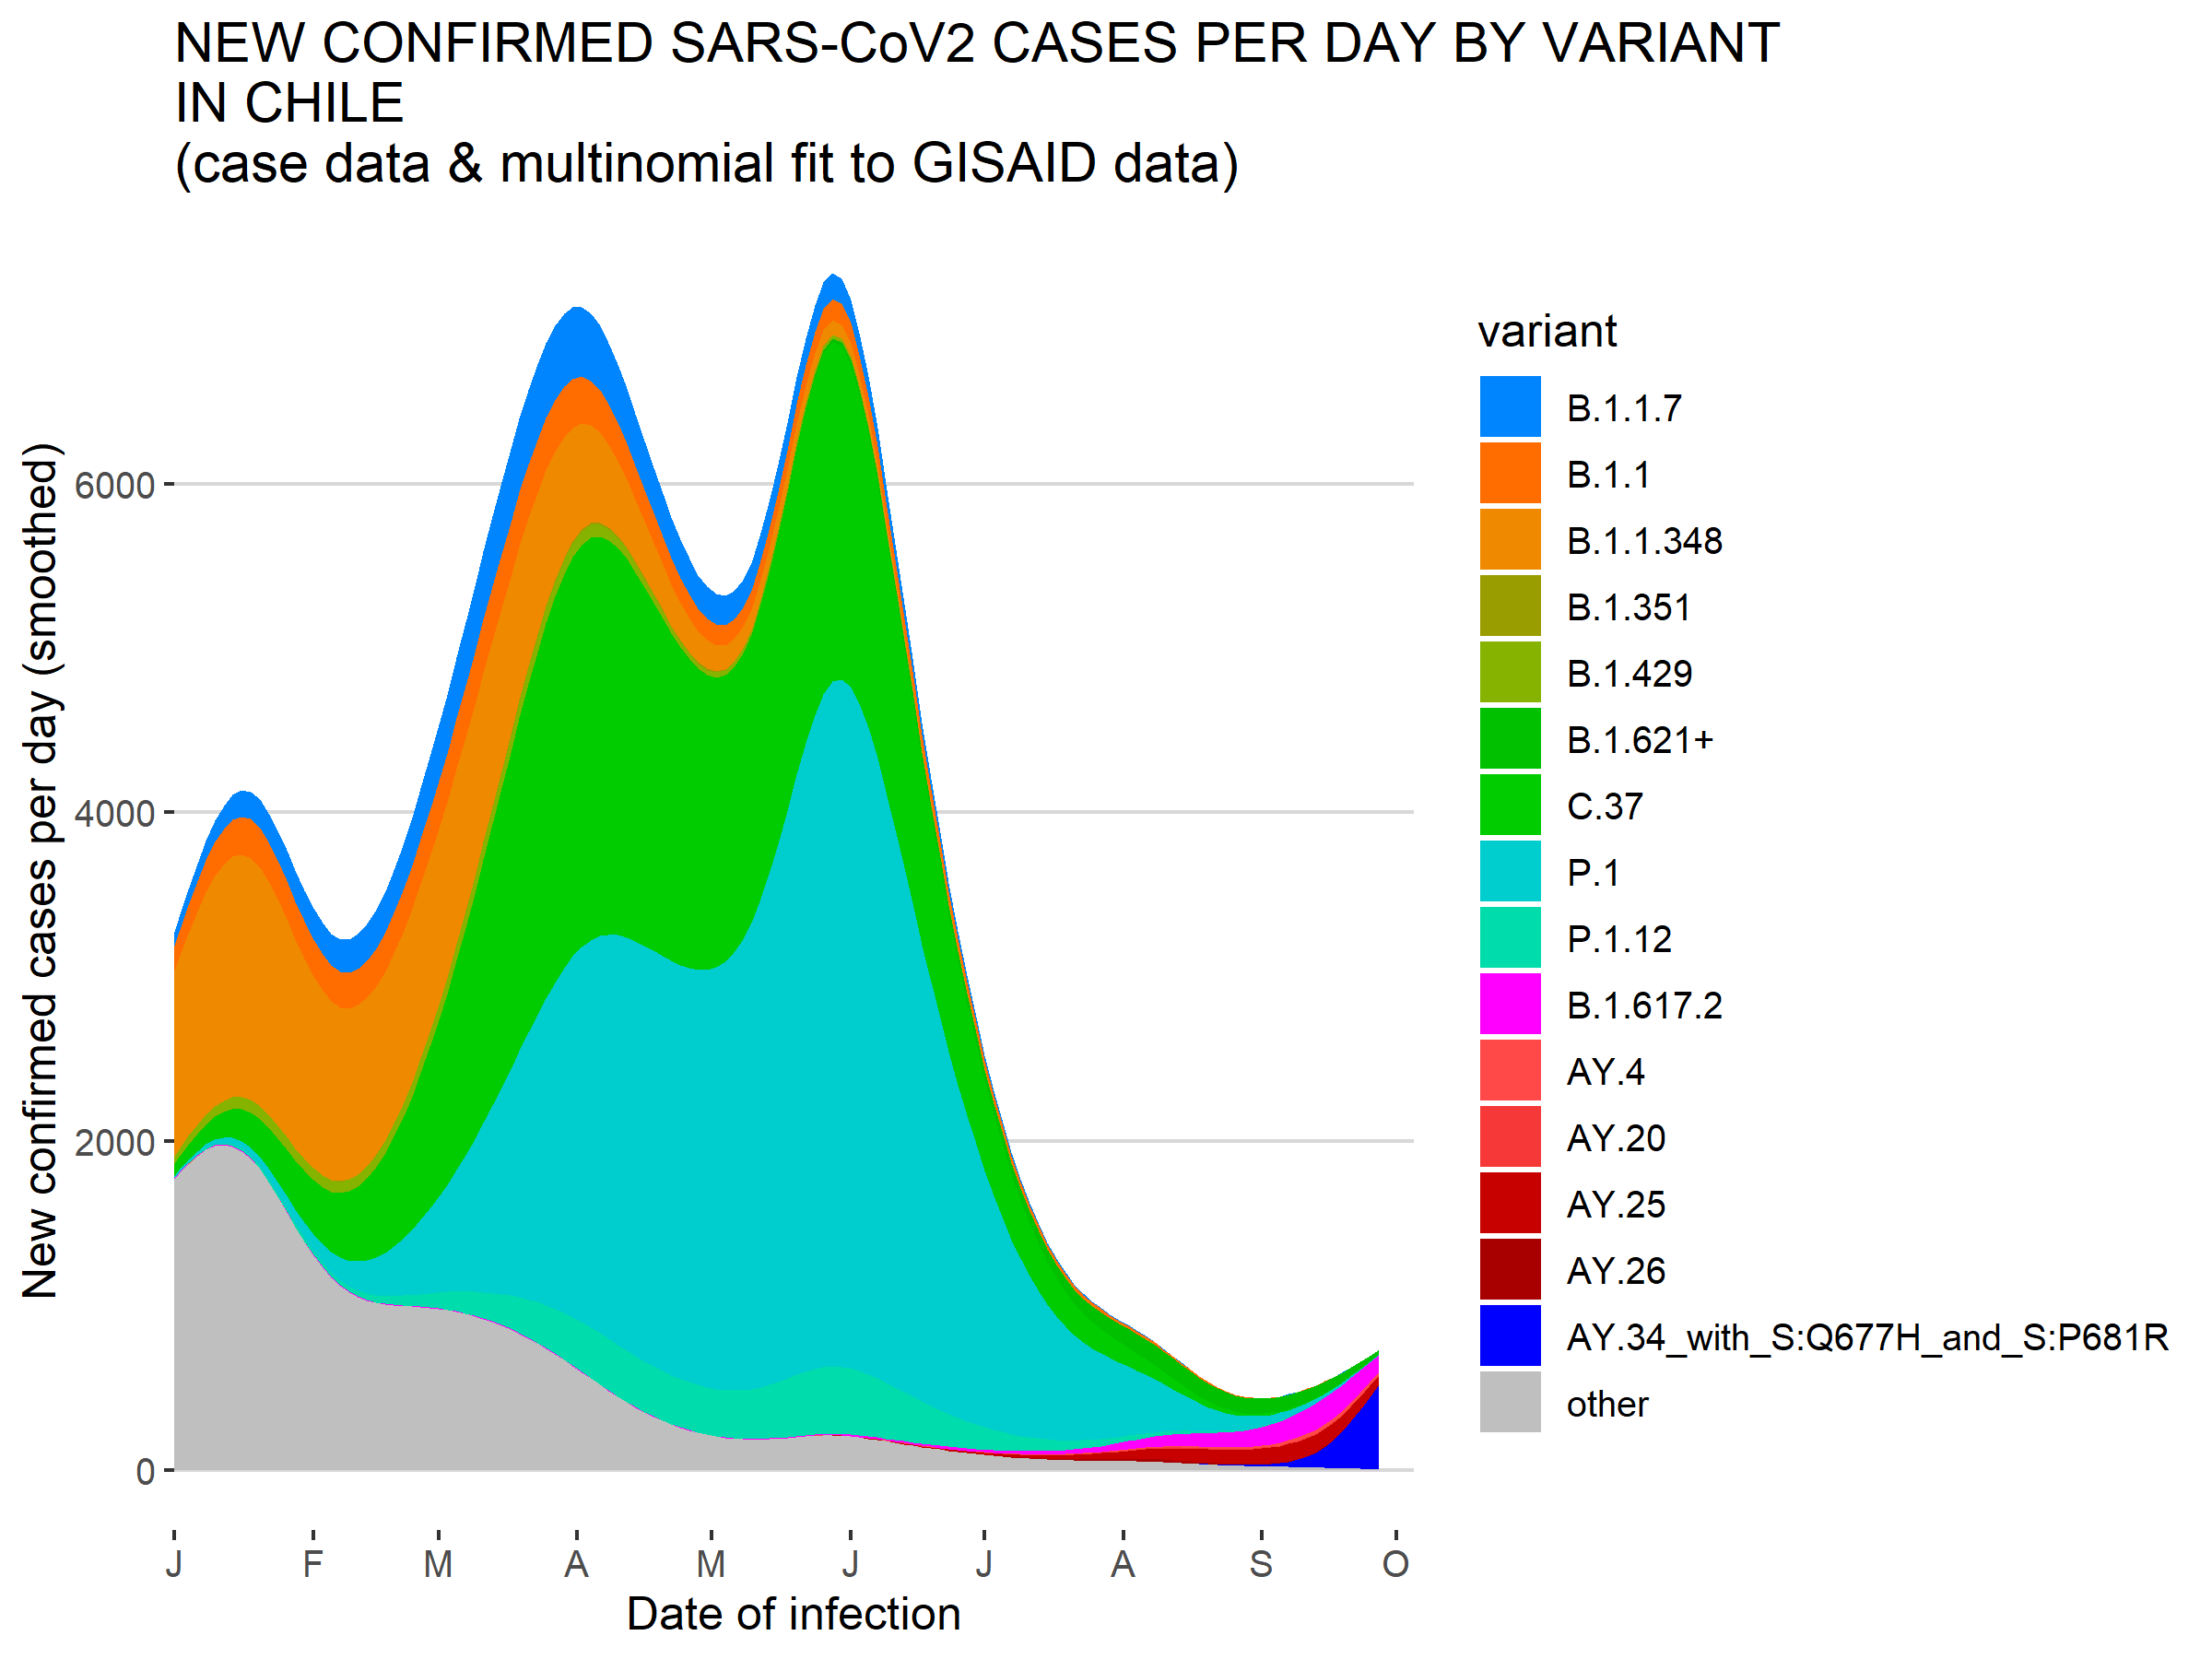 NEW CONFIRMED SARS-CoV2 CASES PER DAY BY VARIANT
IN CHILE
(case data & multinomial fit to GISAID data)
New confirmed cases per day (smoothed)
6000
4000
2000
0
J F M A M J J A S O
Date of infection
variant
B.1.1.7
B.1.1
B.1.1.348
B.1.351
B.1.429
B.1.621+
C.37
P.1
P.1.12
B.1.617.2
AY.4
AY.20
AY.25
AY.26
AY.34_with_S:Q677H_and_S:P681R
other